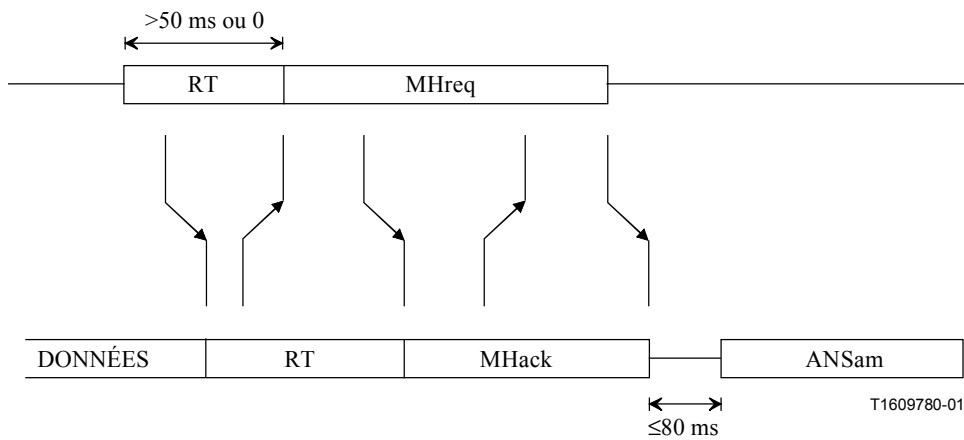 >50 ms ou 0
RT MHreq
DONNÉES RT MHack ANSam
T1609780-01
≤80 ms